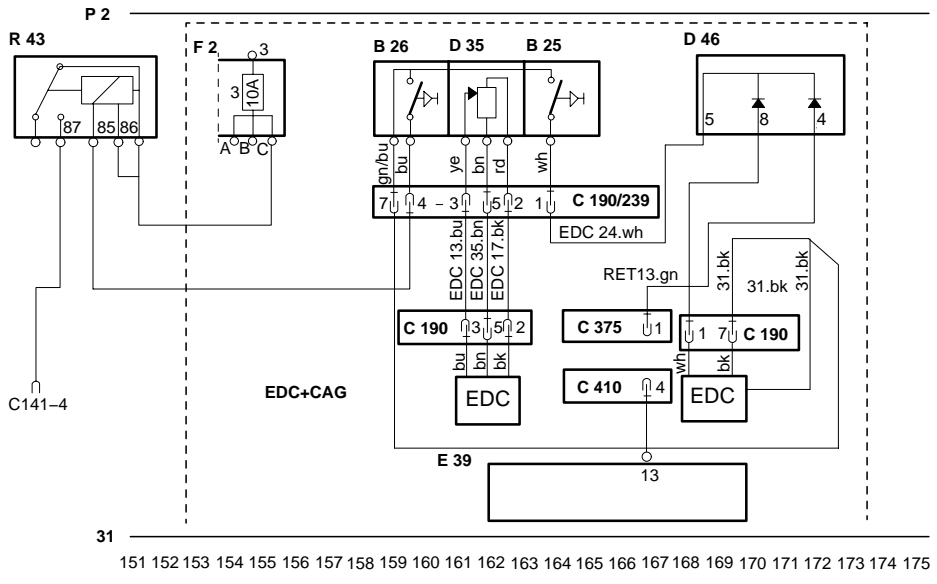 P 2
R 43
F 2
3
B 26
D 35
B 25
D 46
3
10A
87
85
86
A
B
C
gn/bu
bu
ye
bn
rd
wh
5
8
4
7
4
–
3
5
2
1
C 190/239
EDC 13.bu
EDC 35.bn
EDC 17.bk
EDC 24.wh
RET13.gn
31.bk
31.bk
31.bk
C 190
3
5
2
C 375
1
1
7
C 190
bu
bn
bk
wh
bk
EDC
C 410
4
EDC
C141–4
EDC+CAG
E 39
13
31
151 152 153 154 155 156 157 158 159 160 161 162 163 164 165 166 167 168 169 170 171 172 173 174 175